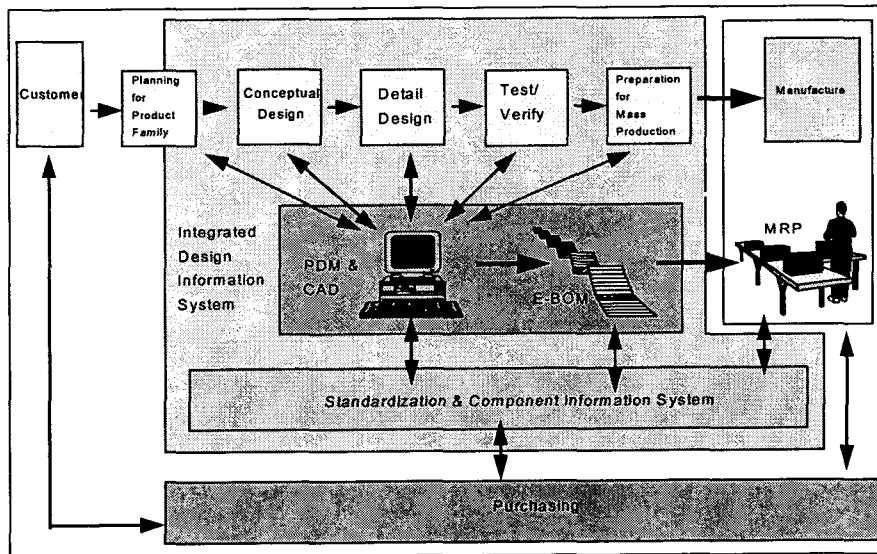 Customer
Planning
for
Product
Family
Conceptual
Design
Detail
Design
Test/
Verify
Preparation
for
Mass
Production
Manufacture
Integrated
Design
Information
System
PDM &
CAD
E-BOM
MRP
Standardization & Component Information System
Purchasing